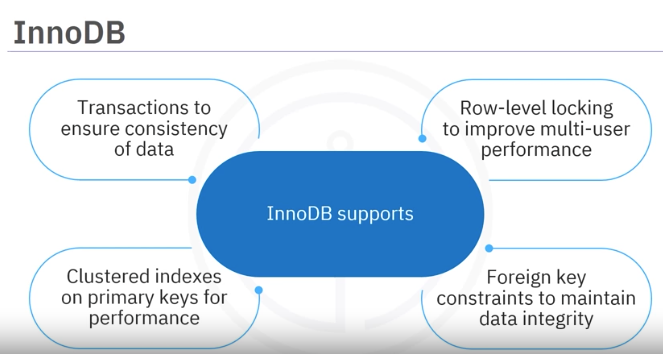 InnoDB
Transactions to
ensure consistency
of data
Row-level locking
to improve multi-user
performance
InnoDB supports
Clustered indexes
on primary keys for
performance
Foreign key
constraints to maintain
data integrity